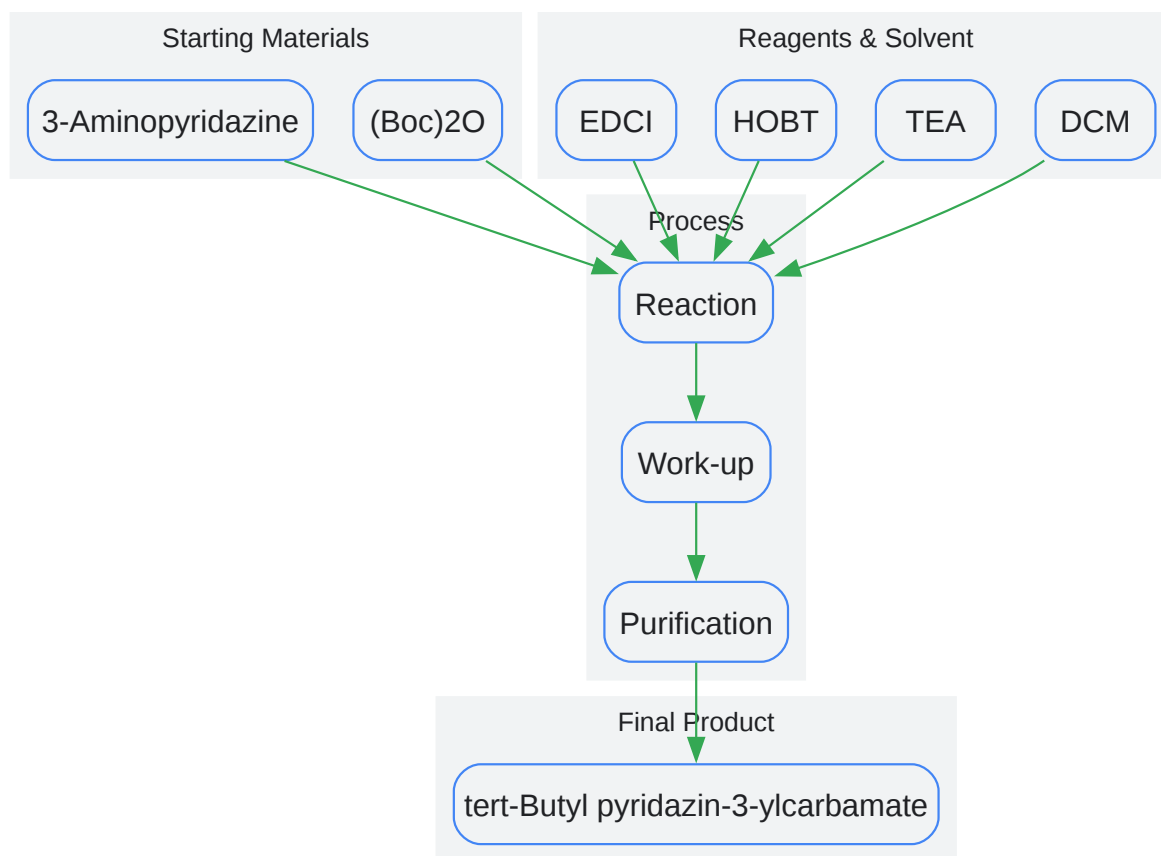 Starting Materials
Reagents & Solvent
3-Aminopyridazine
(Boc)2O
EDCI
HOBT
TEA
DCM
Process
Reaction
Work-up
Purification
Final Product
tert-Butyl pyridazin-3-ylcarbamate